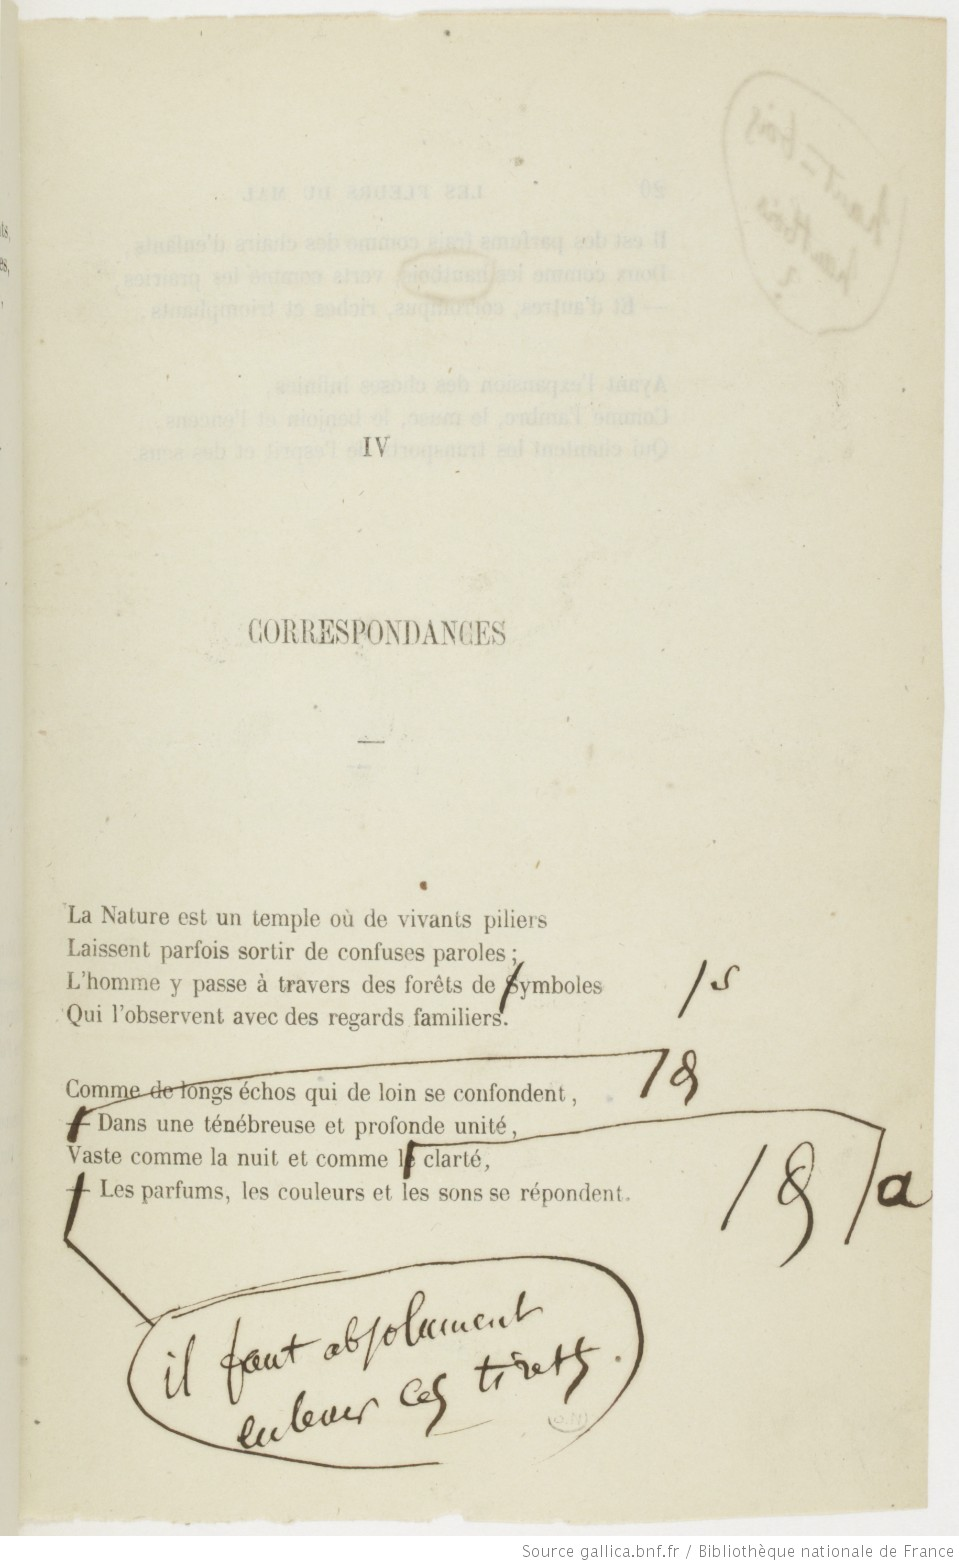 IV
CORRESPONDANCES
La Nature est un temple où de vivants piliers
Laissent parfois sortir de confuses paroles ;
L'homme y passe à travers des forêts de Symboles
/s
Qui l'observent avec des regards familiers.
Comme de longs échos qui de loin se confondent,
— Dans une ténébreuse et profonde unité,
Vaste comme la nuit et comme le clarté,
— Les parfums, les couleurs et les sons se répondent.
/a
il faut absolument
enlever ces tirets.
Source gallica.bnf.fr / Bibliothèque nationale de France